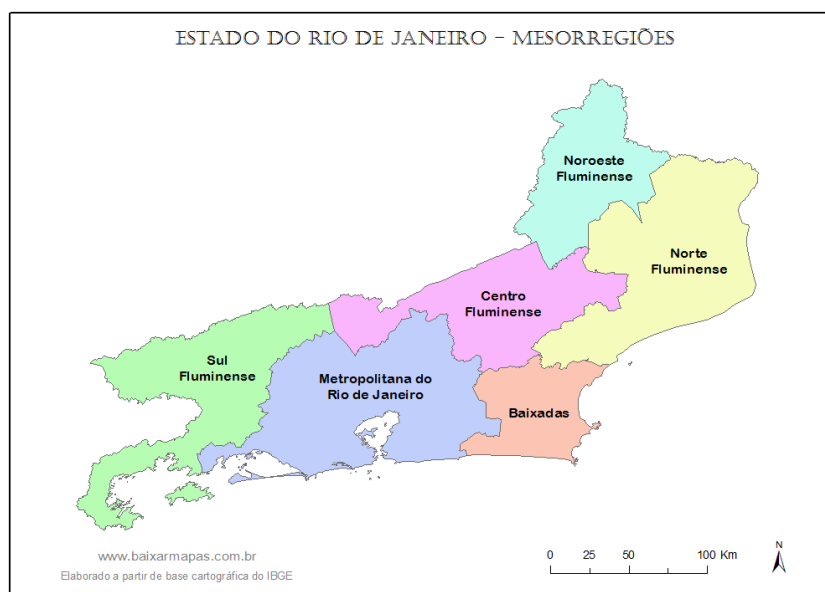 ESTADO DO RIO DE JANEIRO – MESORREGIÕES
Noroeste
Fluminense
Norte
Fluminense
Centro
Fluminense
Sul
Fluminense
Metropolitana do
Rio de Janeiro
Baixadas
www.baixarmapas.com.br
Elaborado a partir de base cartográfica do IBGE
0 25 50 100 Km
N